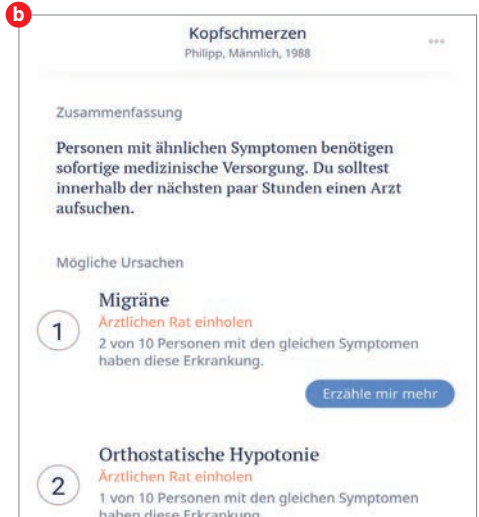 b
Kopfschmerzen
Philipp, Männlich, 1988
Zusammenfassung
Personen mit ähnlichen Symptomen benötigen
sofortige medizinische Versorgung. Du solltest
innerhalb der nächsten paar Stunden einen Arzt
aufsuchen.
Mögliche Ursachen
1
Migräne
Ärztlichen Rat einholen
2 von 10 Personen mit den gleichen Symptomen
haben diese Erkrankung.
Erzähle mir mehr
2
Orthostatische Hypotonie
Ärztlichen Rat einholen
1 von 10 Personen mit den gleichen Symptomen
haben diese Erkrankung.